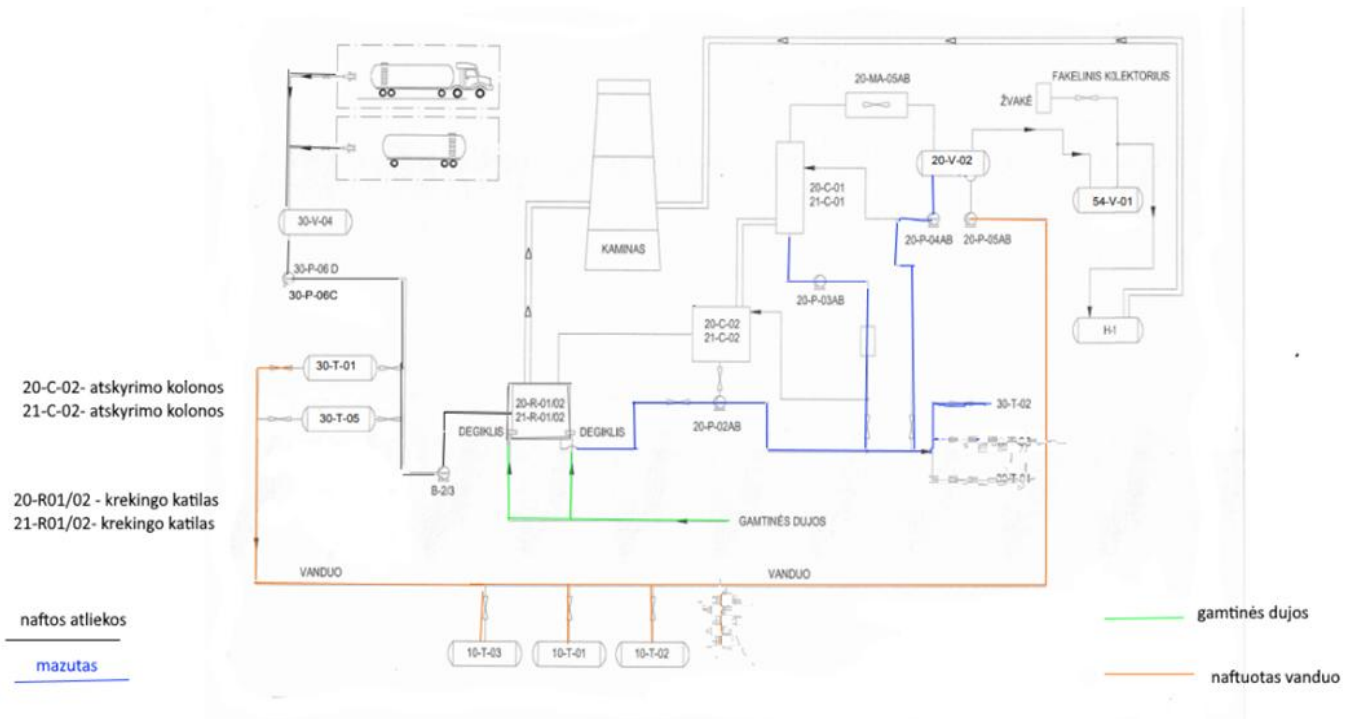 FAKELINIS KOLEKTORIUS
20-MA-05AB
ŽVAKĖ
20-V-02
20-C-01
21-C-01
54-V-01
30-V-04
20-P-04AB
20-P-05AB
KAMINAS
30-P-06 D
30-P-06C
20-P-03AB
20-C-02
21-C-02
H-1
30-T-01
20-C-02- atskyrimo kolonos
21-C-02- atskyrimo kolonos
20-R-01/02
21-R-01/02
30-T-02
30-T-05
DEGIKLIS
DEGIKLIS
20-P-02AB
B-2/3
20-R01/02 - krekingo katilas
21-R01/02- krekingo katilas
GAMTINĖS DUJOS
VANDUO
VANDUO
naftos atliekos
gamtinės dujos
10-T-03
10-T-01
10-T-02
mazutas
naftuotas vanduo